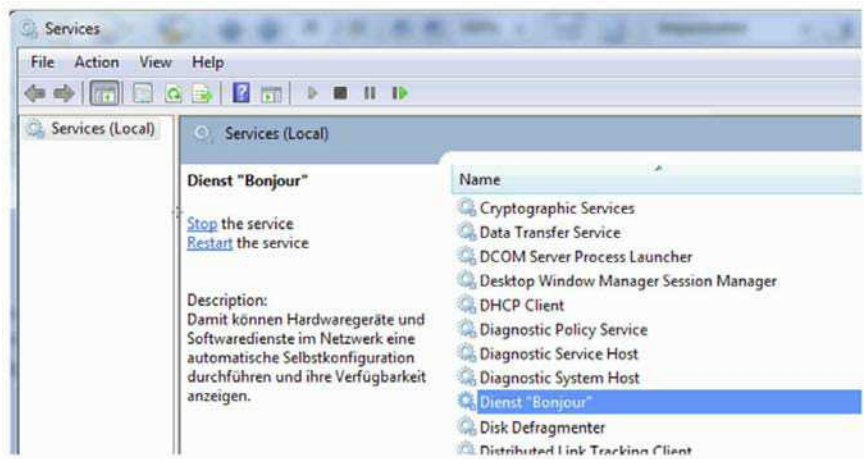 Services
File Action View Help
Services (Local)
Services (Local)
Dienst "Bonjour"
Stop the service
Restart the service
Description:
Damit können Hardwaregeräte und
Softwaredienste im Netzwerk eine
automatische Selbstkonfiguration
durchführen und ihre Verfügbarkeit
anzeigen.
Name
Cryptographic Services
Data Transfer Service
DCOM Server Process Launcher
Desktop Window Manager Session Manager
DHCP Client
Diagnostic Policy Service
Diagnostic Service Host
Diagnostic System Host
Dienst "Bonjour"
Disk Defragmenter
Distributed Link Tracking Client